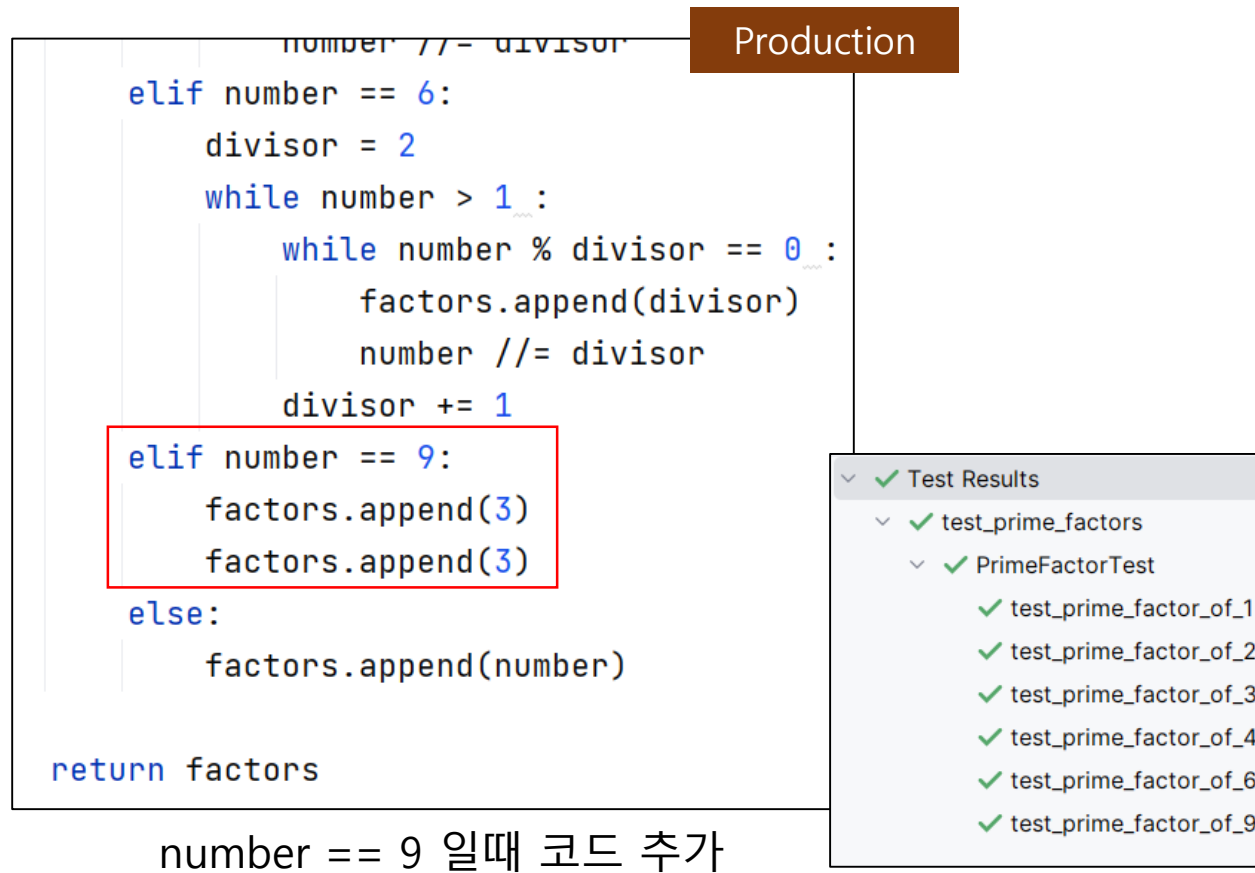 Production
number //= divisor
elif number == 6:
divisor = 2
while number > 1 :
while number % divisor == 0 :
factors.append(divisor)
number //= divisor
divisor += 1
elif number == 9:
factors.append(3)
factors.append(3)
else:
factors.append(number)
return factors
number == 9 일때 코드 추가
Test Results
test_prime_factors
PrimeFactorTest
test_prime_factor_of_1
test_prime_factor_of_2
test_prime_factor_of_3
test_prime_factor_of_4
test_prime_factor_of_6
test_prime_factor_of_9